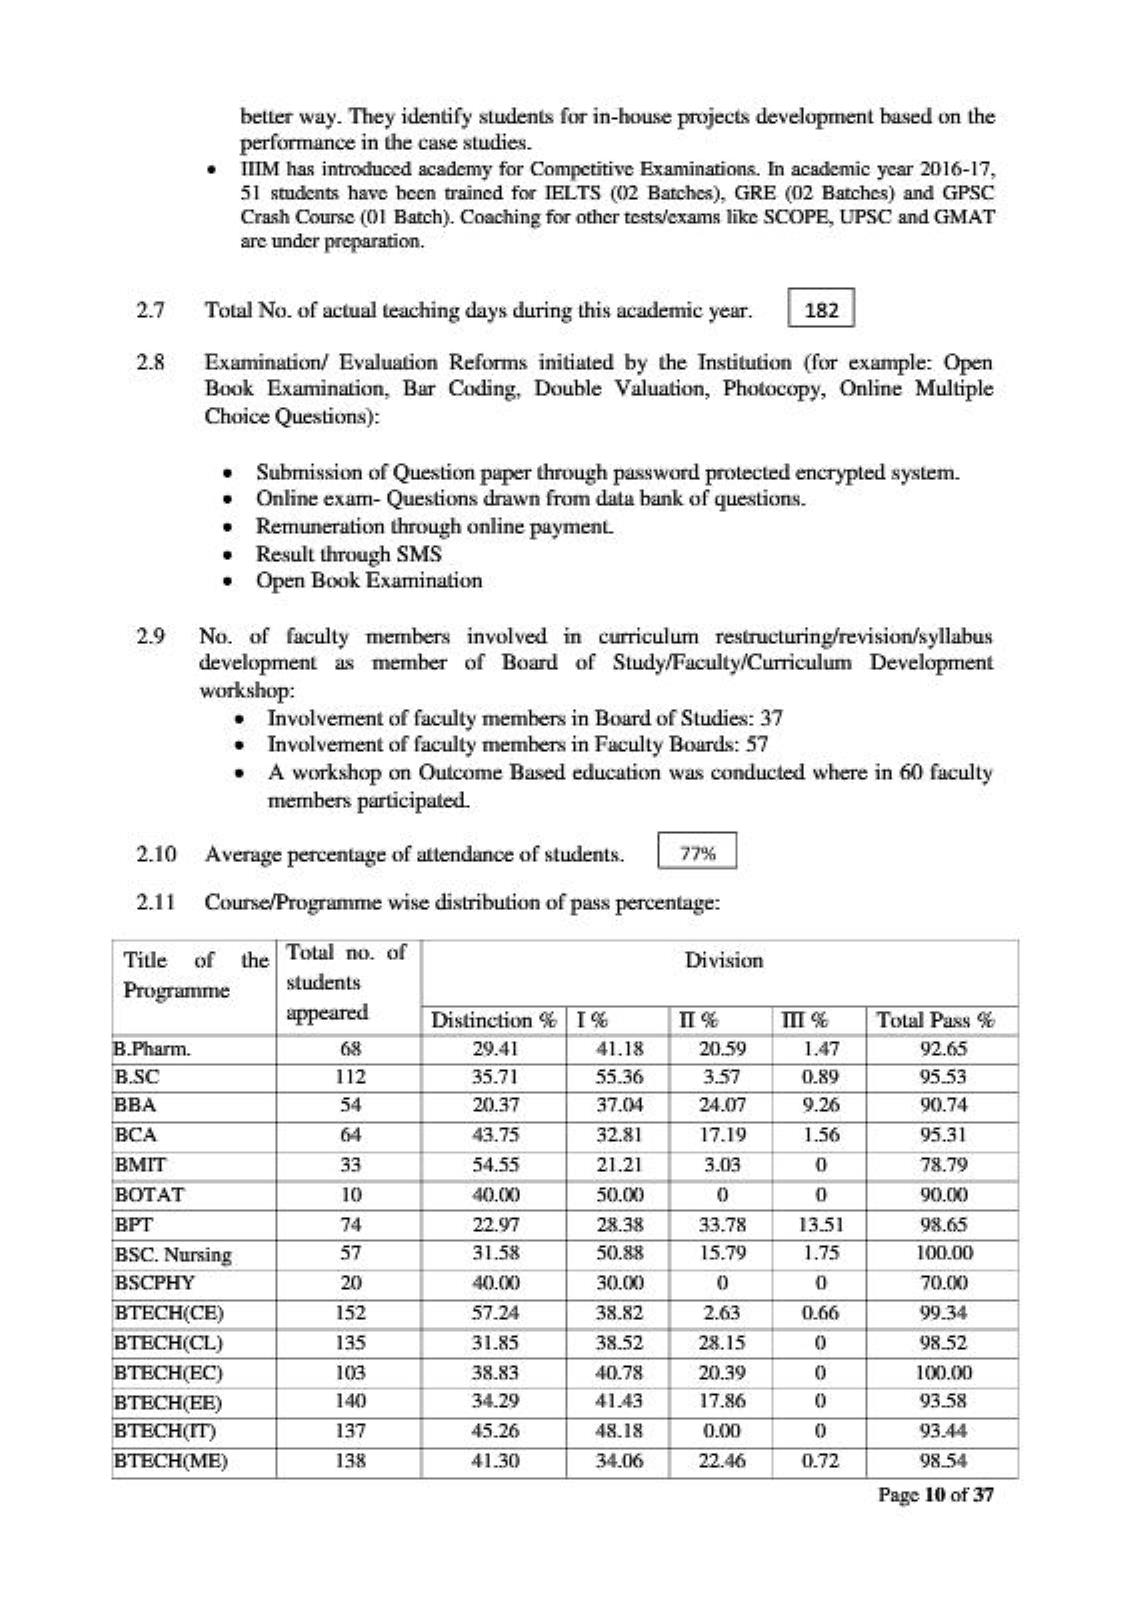 better way. They identify students for in-house projects development based on the
performance in the case studies.
• IIIM has introduced academy for Competitive Examinations. In academic year 2016-17,
51 students have been trained for IELTS (02 Batches), GRE (02 Batches) and GPSC
Crash Course (01 Batch). Coaching for other tests/exams like SCOPE, UPSC and GMAT
are under preparation.
2.7 Total No. of actual teaching days during this academic year. 182
2.8 Examination/ Evaluation Reforms initiated by the Institution (for example: Open
Book Examination, Bar Coding, Double Valuation, Photocopy, Online Multiple
Choice Questions):
• Submission of Question paper through password protected encrypted system.
• Online exam- Questions drawn from data bank of questions.
• Remuneration through online payment.
• Result through SMS
• Open Book Examination
2.9 No. of faculty members involved in curriculum restructuring/revision/syllabus
development as member of Board of Study/Faculty/Curriculum Development
workshop:
• Involvement of faculty members in Board of Studies: 37
• Involvement of faculty members in Faculty Boards: 57
• A workshop on Outcome Based education was conducted where in 60 faculty
members participated.
2.10 Average percentage of attendance of students. 77%
2.11 Course/Programme wise distribution of pass percentage:
Title of the Programme Total no. of students appeared Division
Distinction % I % II % III % Total Pass %
B.Pharm. 68 29.41 41.18 20.59 1.47 92.65
B.SC 112 35.71 55.36 3.57 0.89 95.53
BBA 54 20.37 37.04 24.07 9.26 90.74
BCA 64 43.75 32.81 17.19 1.56 95.31
BMIT 33 54.55 21.21 3.03 0 78.79
BOTAT 10 40.00 50.00 0 0 90.00
BPT 74 22.97 28.38 33.78 13.51 98.65
BSC. Nursing 57 31.58 50.88 15.79 1.75 100.00
BSCPHY 20 40.00 30.00 0 0 70.00
BTECH(CE) 152 57.24 38.82 2.63 0.66 99.34
BTECH(CL) 135 31.85 38.52 28.15 0 98.52
BTECH(EC) 103 38.83 40.78 20.39 0 100.00
BTECH(EE) 140 34.29 41.43 17.86 0 93.58
BTECH(IT) 137 45.26 48.18 0.00 0 93.44
BTECH(ME) 138 41.30 34.06 22.46 0.72 98.54
Page 10 of 37